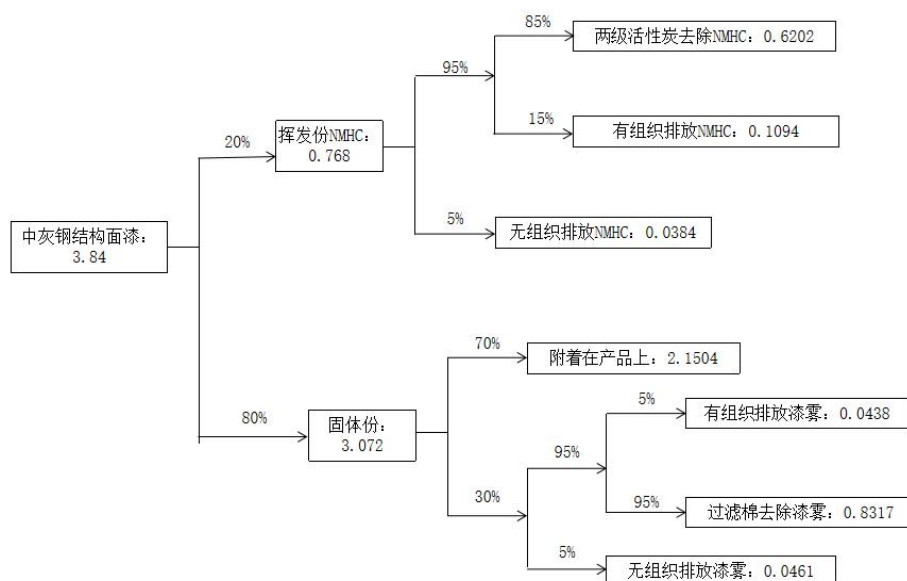 85%
两级活性炭去除NMHC：0.6202
95%
15%
有组织排放NMHC：0.1094
挥发份NMHC：
0.768
20%
5%
无组织排放NMHC：0.0384
中灰钢结构面漆：
3.84
70%
附着在产品上：2.1504
80%
固体份：
3.072
5%
有组织排放漆雾：0.0438
95%
30%
95%
过滤棉去除漆雾：0.8317
5%
无组织排放漆雾：0.0461